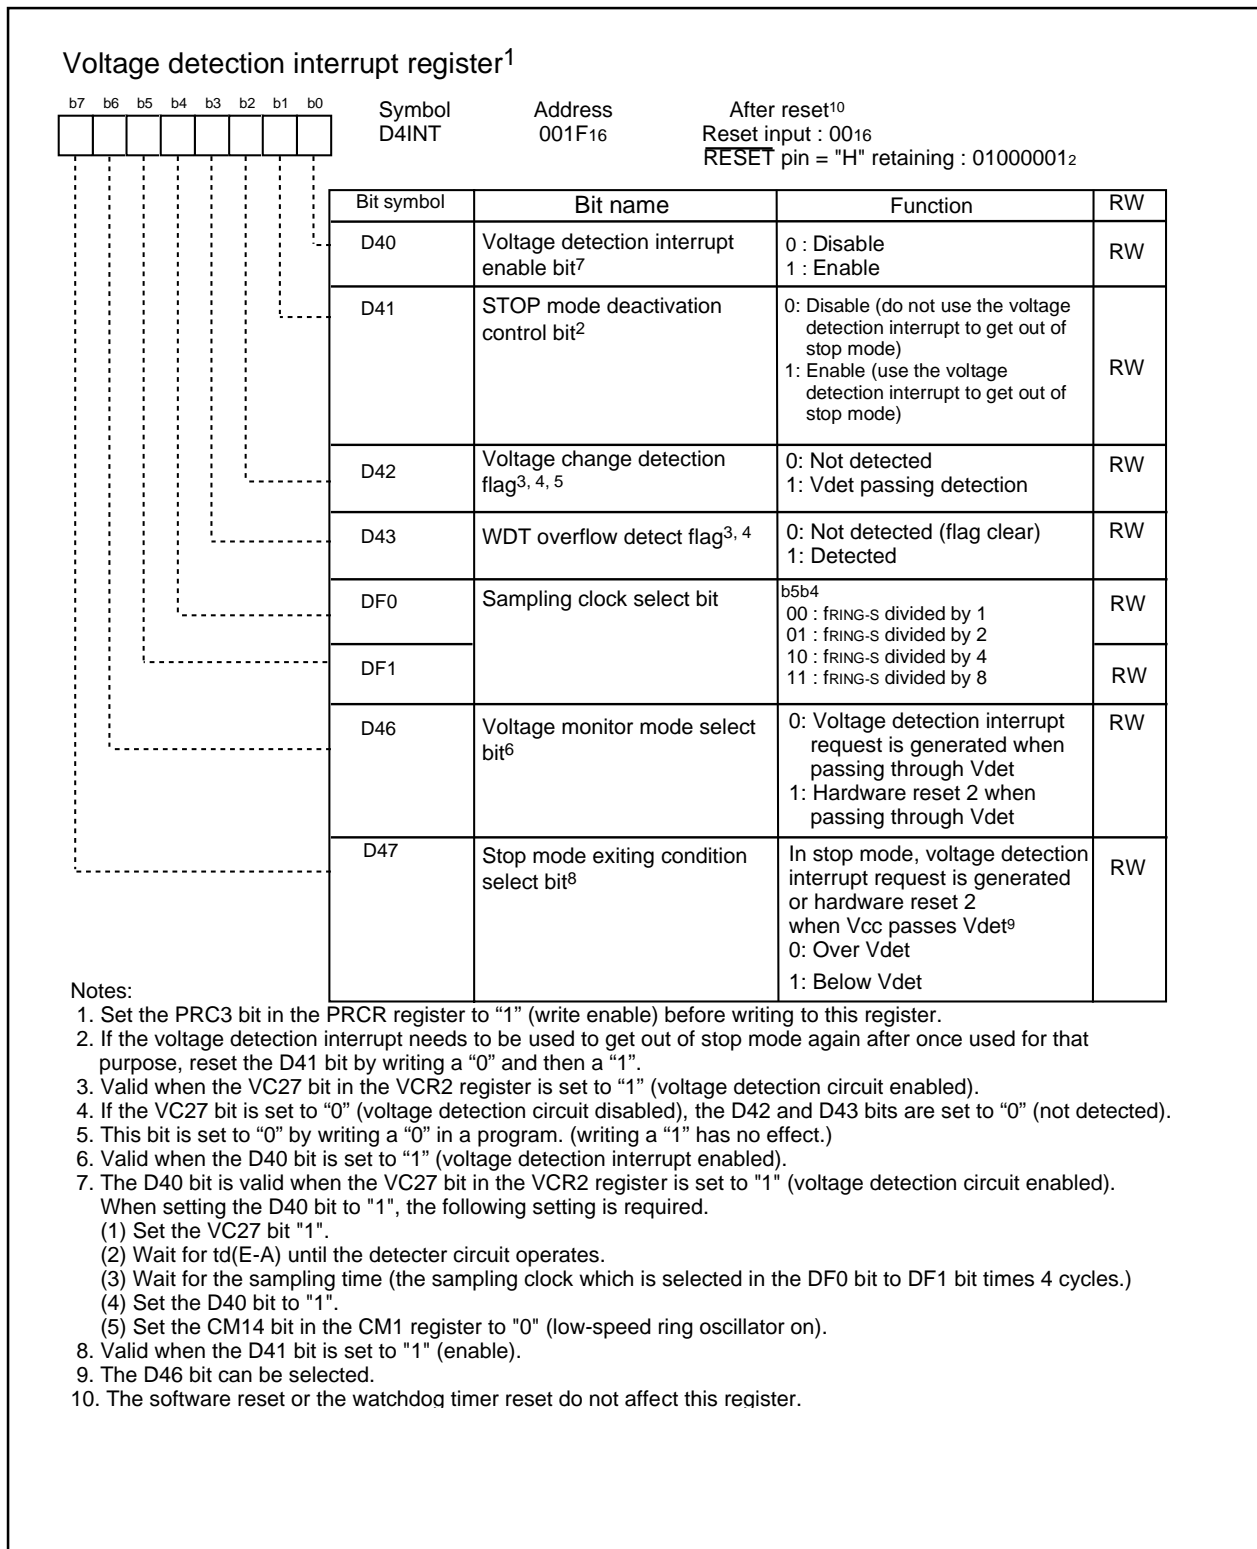 Voltage detection interrupt register1
b7 b6 b5 b4 b3 b2 b1 b0
Symbol Address After reset10
D4INT 001F16 Reset input : 0016
RESET pin = "H" retaining : 010000012
Bit symbol Bit name Function RW
D40 Voltage detection interrupt enable bit7 0 : Disable
1 : Enable RW
D41 STOP mode deactivation control bit2 0: Disable (do not use the voltage
detection interrupt to get out of
stop mode)
1: Enable (use the voltage
detection interrupt to get out of
stop mode) RW
D42 Voltage change detection flag3, 4, 5 0: Not detected
1: Vdet passing detection RW
D43 WDT overflow detect flag3, 4 0: Not detected (flag clear)
1: Detected RW
DF0 Sampling clock select bit b5b4
00 : fRING-S divided by 1 RW
01 : fRING-S divided by 2
10 : fRING-S divided by 4
DF1 11 : fRING-S divided by 8 RW
D46 Voltage monitor mode select bit6 0: Voltage detection interrupt
request is generated when
passing through Vdet
1: Hardware reset 2 when
passing through Vdet RW
D47 Stop mode exiting condition select bit8 In stop mode, voltage detection
interrupt request is generated
or hardware reset 2
when Vcc passes Vdet9
0: Over Vdet
1: Below Vdet RW
Notes:
1. Set the PRC3 bit in the PRCR register to “1” (write enable) before writing to this register.
2. If the voltage detection interrupt needs to be used to get out of stop mode again after once used for that
purpose, reset the D41 bit by writing a “0” and then a “1”.
3. Valid when the VC27 bit in the VCR2 register is set to “1” (voltage detection circuit enabled).
4. If the VC27 bit is set to “0” (voltage detection circuit disabled), the D42 and D43 bits are set to “0” (not detected).
5. This bit is set to “0” by writing a “0” in a program. (writing a “1” has no effect.)
6. Valid when the D40 bit is set to “1” (voltage detection interrupt enabled).
7. The D40 bit is valid when the VC27 bit in the VCR2 register is set to "1" (voltage detection circuit enabled).
When setting the D40 bit to "1", the following setting is required.
(1) Set the VC27 bit "1".
(2) Wait for td(E-A) until the detecter circuit operates.
(3) Wait for the sampling time (the sampling clock which is selected in the DF0 bit to DF1 bit times 4 cycles.)
(4) Set the D40 bit to "1".
(5) Set the CM14 bit in the CM1 register to "0" (low-speed ring oscillator on).
8. Valid when the D41 bit is set to "1" (enable).
9. The D46 bit can be selected.
10. The software reset or the watchdog timer reset do not affect this register.